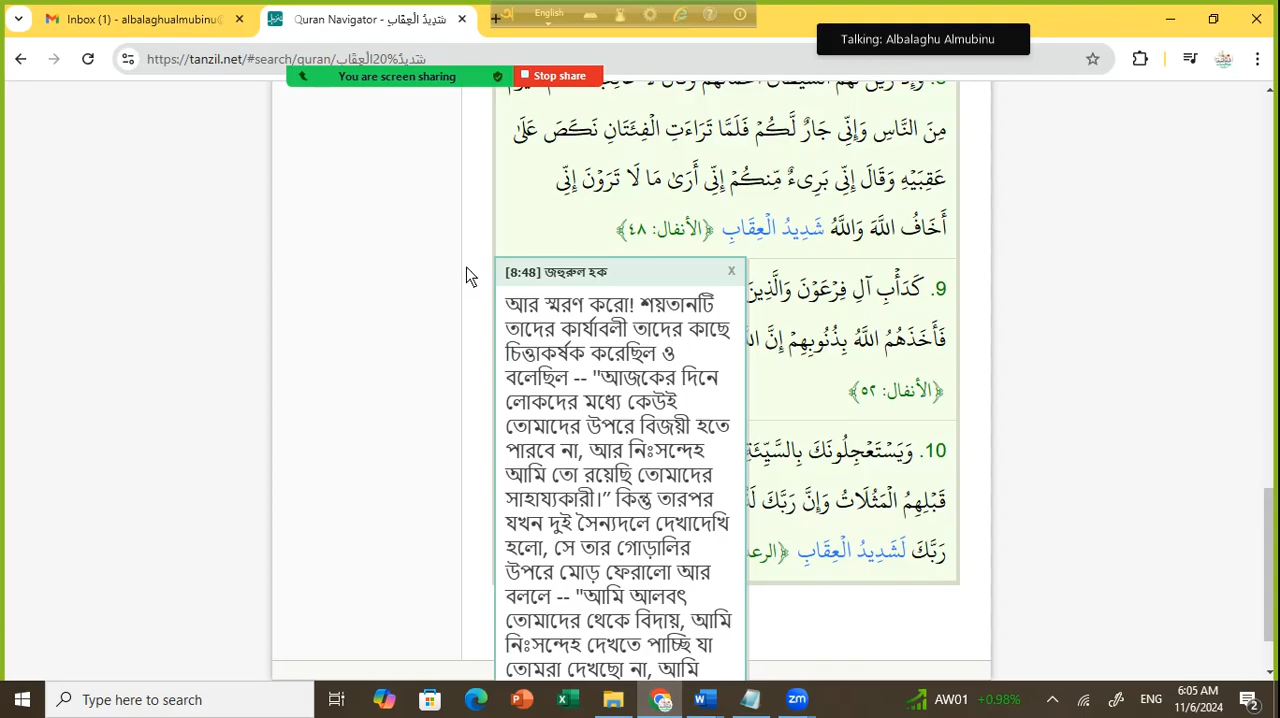 Inbox (1) - albalaghualmubinu@
Quran Navigator - شَدِيدُ الْعِقَابِ
English
Talking: Albalaghu Almubinu
https://tanzil.net/#search/quran/شَدِيدُ%20الْعِقَابِ
You are screen sharing
Stop share
مِنَ النَّاسِ وَإِنِّي جَارٌ لَّكُمْ فَلَمَّا تَرَاءَتِ الْفِئَتَانِ نَكَصَ عَلَىٰ
عَقِبَيْهِ وَقَالَ إِنِّي بَرِيءٌ مِّنكُمْ إِنِّي أَرَىٰ مَا لَا تَرَوْنَ إِنِّي
أَخَافُ اللَّهَ وَاللَّهُ شَدِيدُ الْعِقَابِ ﴿الأنفال: ٤٨﴾
9. كَدَأْبِ آلِ فِرْعَوْنَ وَالَّذِينَ
فَأَخَذَهُمُ اللَّهُ بِذُنُوبِهِمْ إِنَّ
﴿الأنفال: ٥٢﴾
10. وَيَسْتَعْجِلُونَكَ بِالسَّيِّئَةِ
قَبْلِهِمُ الْمَثُلَاتُ وَإِنَّ رَبَّكَ
رَبَّكَ لَشَدِيدُ الْعِقَابِ
[8:48] জহুরুল হক
X
আর স্মরণ করো! শয়তানটি
তাদের কার্যাবলী তাদের কাছে
চিত্তাকর্ষক করেছিল ও
বলেছিল -- "আজকের দিনে
লোকদের মধ্যে কেউই
তোমাদের উপরে বিজয়ী হতে
পারবে না, আর নিঃসন্দেহ
আমি তো রয়েছি তোমাদের
সাহায্যকারী।” কিন্তু তারপর
যখন দুই সৈন্যদলে দেখাদেখি
হলো, সে তার গোড়ালির
উপরে মোড় ফেরালো আর
বললে -- "আমি আলবৎ
তোমাদের থেকে বিদায়, আমি
নিঃসন্দেহ দেখতে পাচ্ছি যা
তোমরা দেখছো না, আমি
Type here to search
AW01 +0.98%
ENG
6:05 AM
11/6/2024
2